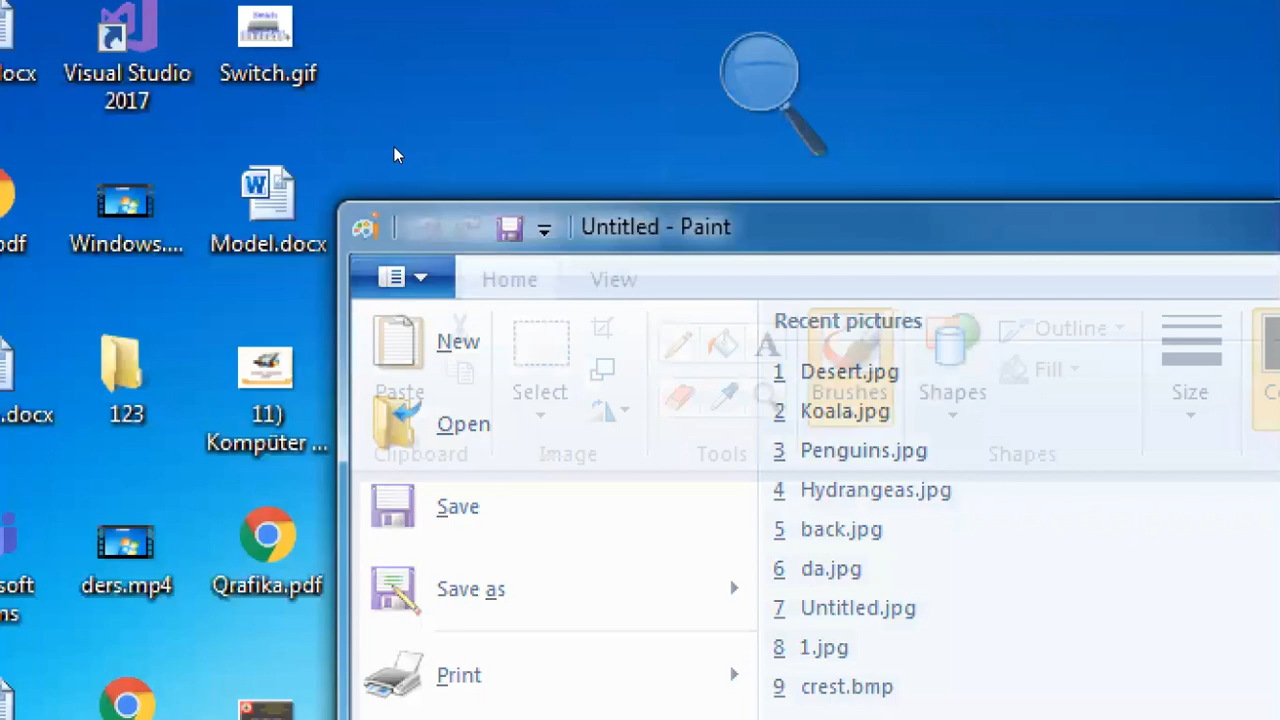 ocx
Visual Studio
2017
Switch.gif
df
Windows....
Model.docx
.docx
123
11)
Kompüter ...
soft
ns
ders.mp4
Qrafika.pdf
Untitled - Paint
Home
View
New
Open
Save
Save as
Print
Recent pictures
1 Desert.jpg
2 Koala.jpg
3 Penguins.jpg
4 Hydrangeas.jpg
5 back.jpg
6 da.jpg
7 Untitled.jpg
8 1.jpg
9 crest.bmp
Paste
Clipboard
Select
Image
A
Tools
Brushes
Shapes
Outline
Fill
Shapes
Size